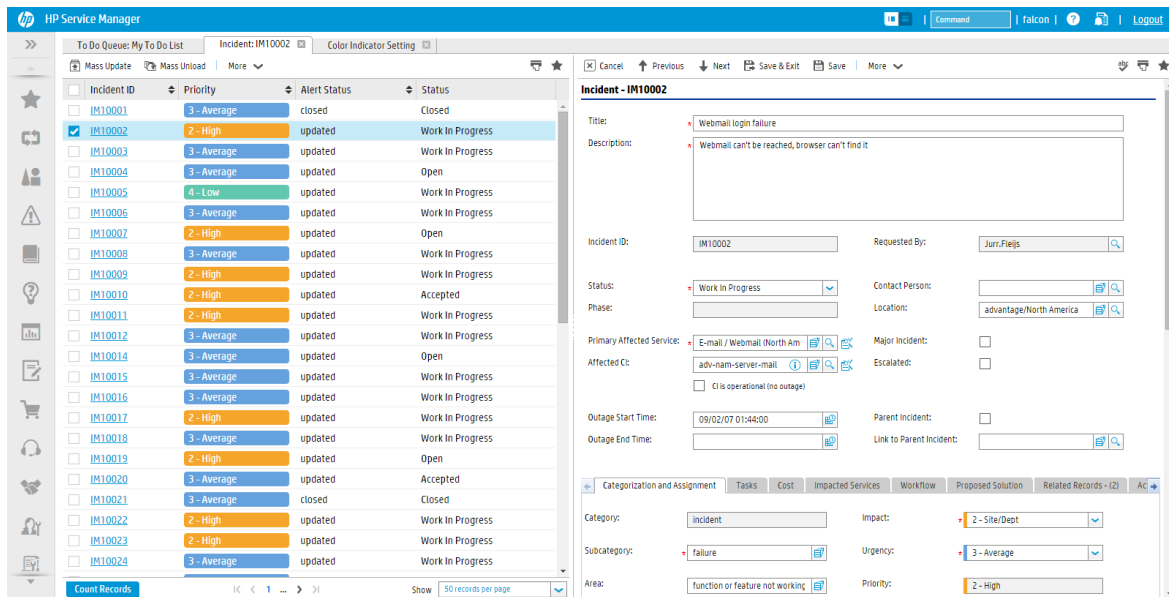 hp HP Service Manager Command falcon Logout
To Do Queue: My To Do List Incident: IM10002 Color Indicator Setting
Mass Update Mass Unload More
Incident ID Priority Alert Status Status
IM10001 3 - Average closed Closed
IM10002 2 - High updated Work In Progress
IM10003 3 - Average updated Work In Progress
IM10004 3 - Average updated Open
IM10005 4 - Low updated Work In Progress
IM10006 3 - Average updated Work In Progress
IM10007 2 - High updated Open
IM10008 3 - Average updated Work In Progress
IM10009 2 - High updated Work In Progress
IM10010 2 - High updated Accepted
IM10011 2 - High updated Work In Progress
IM10012 3 - Average updated Work In Progress
IM10014 3 - Average updated Open
IM10015 3 - Average updated Work In Progress
IM10016 3 - Average updated Work In Progress
IM10017 2 - High updated Work In Progress
IM10018 3 - Average updated Work In Progress
IM10019 2 - High updated Open
IM10020 3 - Average updated Accepted
IM10021 3 - Average closed Closed
IM10022 2 - High updated Work In Progress
IM10023 2 - High updated Work In Progress
IM10024 3 - Average updated Work In Progress
Count Records 1 ... Show 50 records per page
Cancel Previous Next Save & Exit Save More abc
Incident - IM10002
Title: * Webmail login failure
Description: * Webmail can't be reached, browser can't find it
Incident ID: IM10002 Requested By: Jurr.Fleijs
Status: * Work In Progress Contact Person:
Phase: Location: advantage/North America
Primary Affected Service: * E-mail / Webmail (North Am Major Incident:
Affected CI: adv-nam-server-mail Escalated:
CI is operational (no outage)
Outage Start Time: 09/02/07 01:44:00 Parent Incident:
Outage End Time: Link to Parent Incident:
Categorization and Assignment Tasks Cost Impacted Services Workflow Proposed Solution Related Records - (2) Ac
Category: incident Impact: * 2 - Site/Dept
Subcategory: * failure Urgency: * 3 - Average
Area: function or feature not working Priority: 2 - High